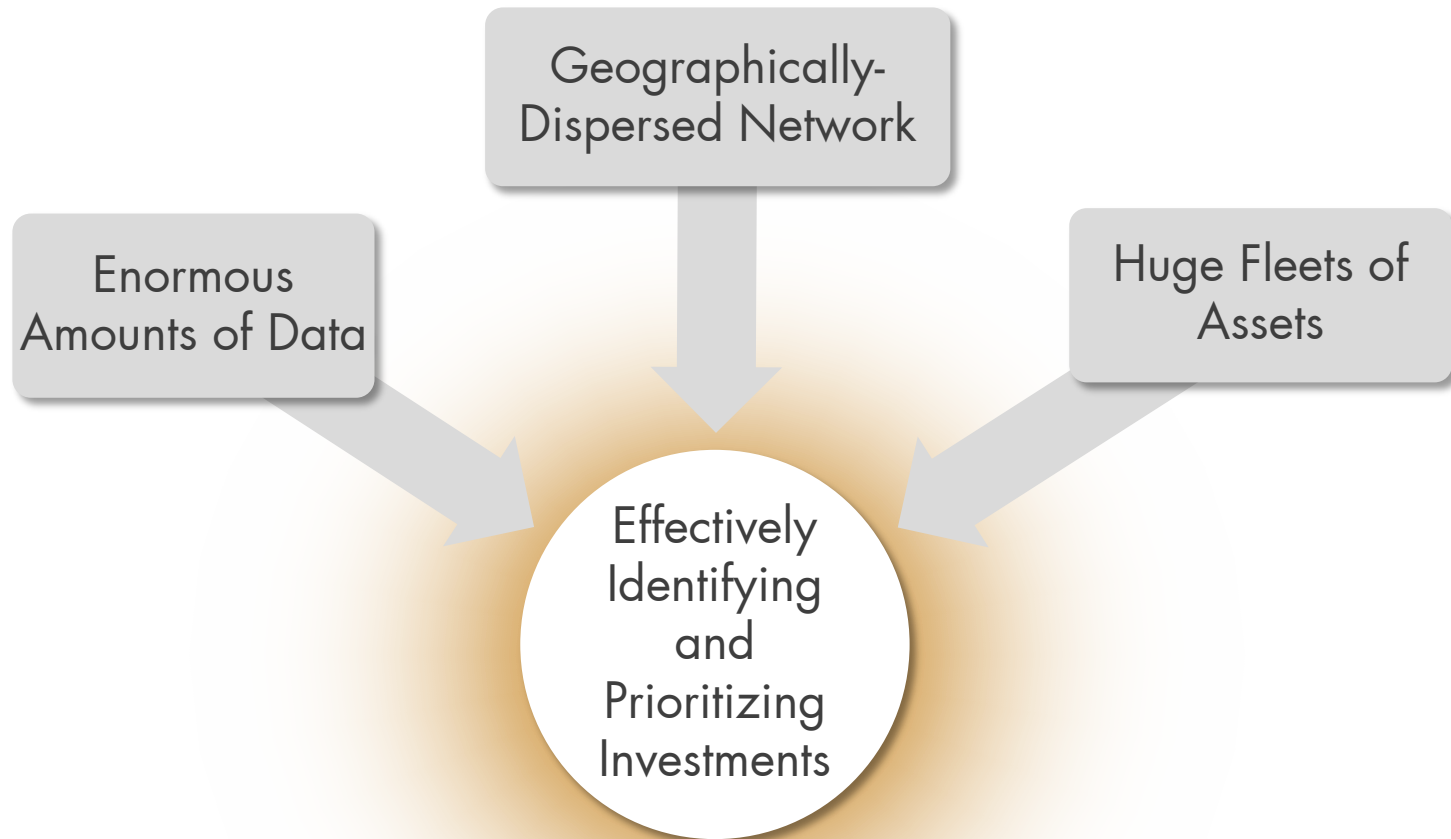 Geographically-
Dispersed Network
Enormous
Amounts of Data
Huge Fleets of
Assets
Effectively
Identifying
and
Prioritizing
Investments